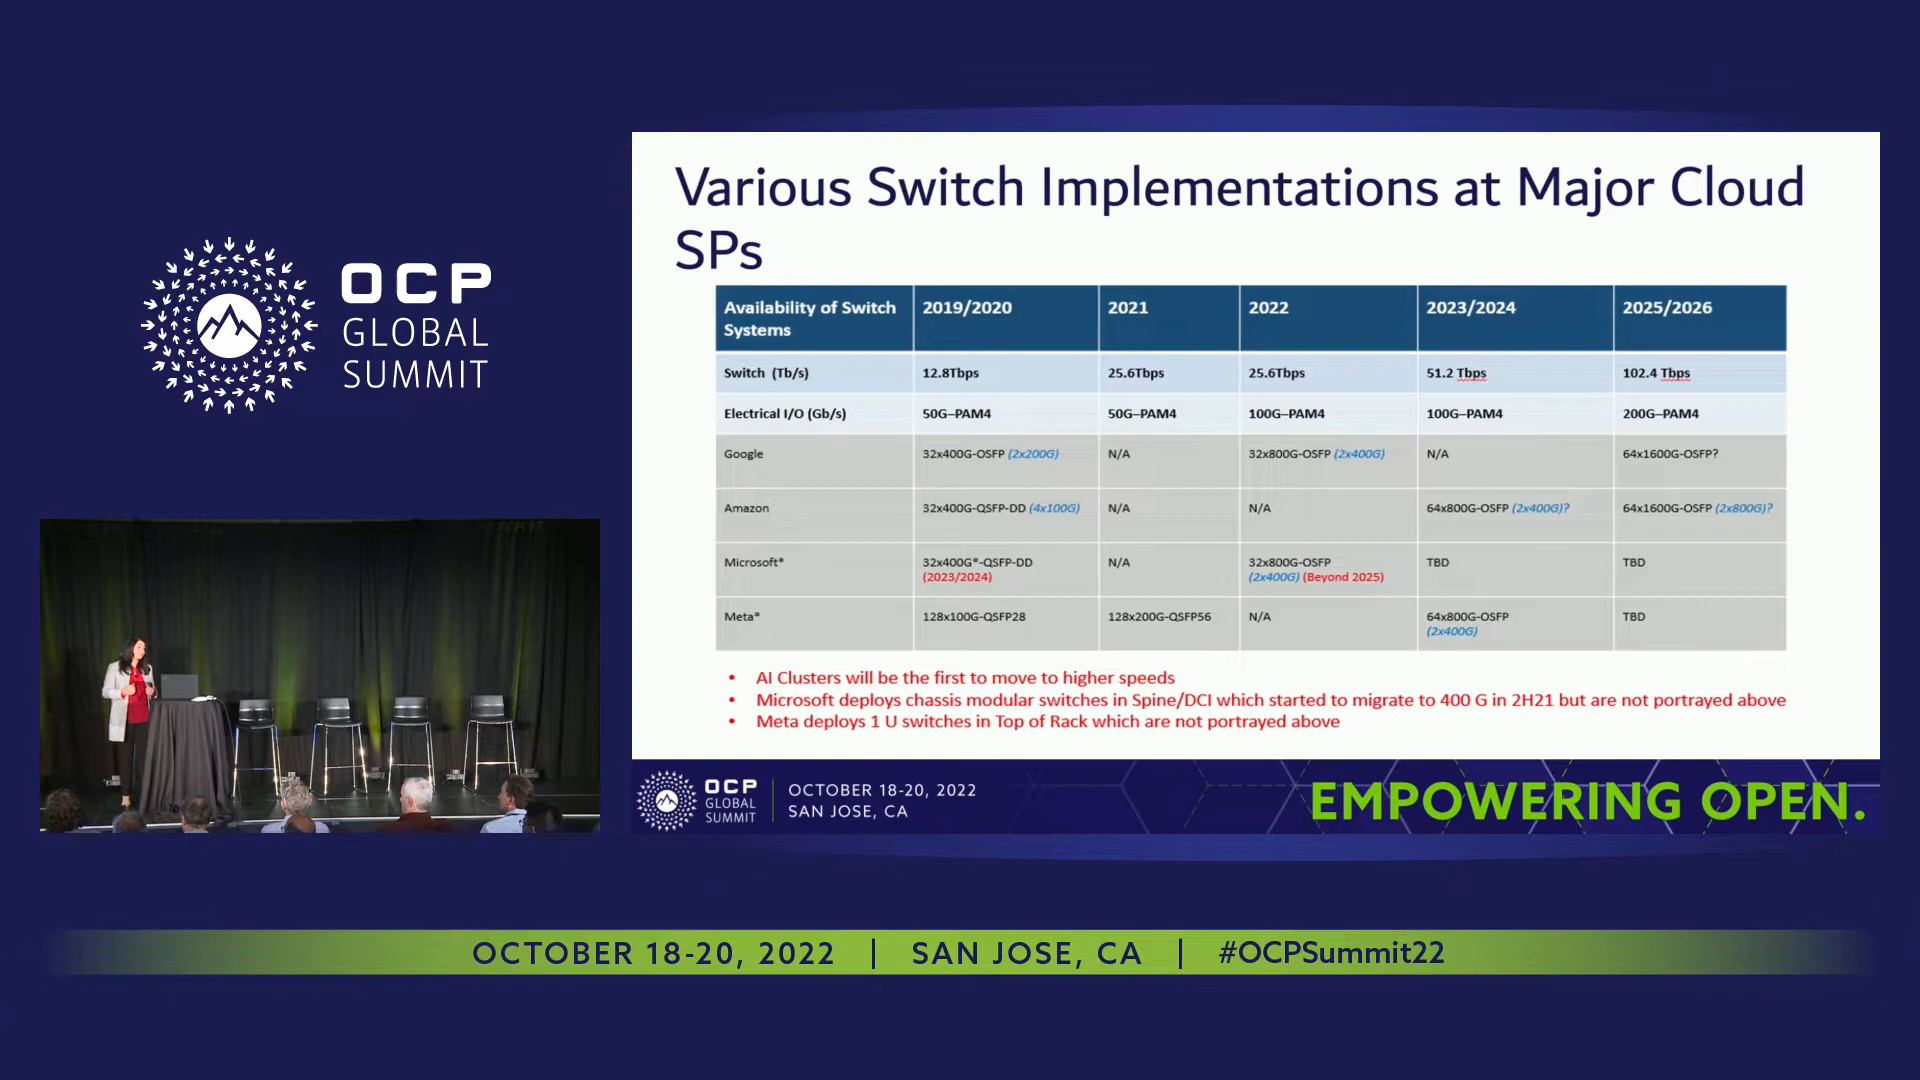 OCP
GLOBAL
SUMMIT
Various Switch Implementations at Major Cloud
SPs
Availability of Switch Systems 2019/2020 2021 2022 2023/2024 2025/2026
Switch (Tb/s) 12.8Tbps 25.6Tbps 25.6Tbps 51.2 Tbps 102.4 Tbps
Electrical I/O (Gb/s) 50G–PAM4 50G–PAM4 100G–PAM4 100G–PAM4 200G–PAM4
Google 32x400G-OSFP (2x200G) N/A 32x800G-OSFP (2x400G) N/A 64x1600G-OSFP?
Amazon 32x400G-QSFP-DD (4x100G) N/A N/A 64x800G-OSFP (2x400G)? 64x1600G-OSFP (2x800G)?
Microsoft* 32x400G*-QSFP-DD (2023/2024) N/A 32x800G-OSFP (2x400G) (Beyond 2025) TBD TBD
Meta* 128x100G-QSFP28 128x200G-QSFP56 N/A 64x800G-OSFP (2x400G) TBD
• AI Clusters will be the first to move to higher speeds
• Microsoft deploys chassis modular switches in Spine/DCI which started to migrate to 400 G in 2H21 but are not portrayed above
• Meta deploys 1 U switches in Top of Rack which are not portrayed above
OCP
GLOBAL
SUMMIT
OCTOBER 18-20, 2022
SAN JOSE, CA
EMPOWERING OPEN.
OCTOBER 18-20, 2022 | SAN JOSE, CA | #OCPSummit22